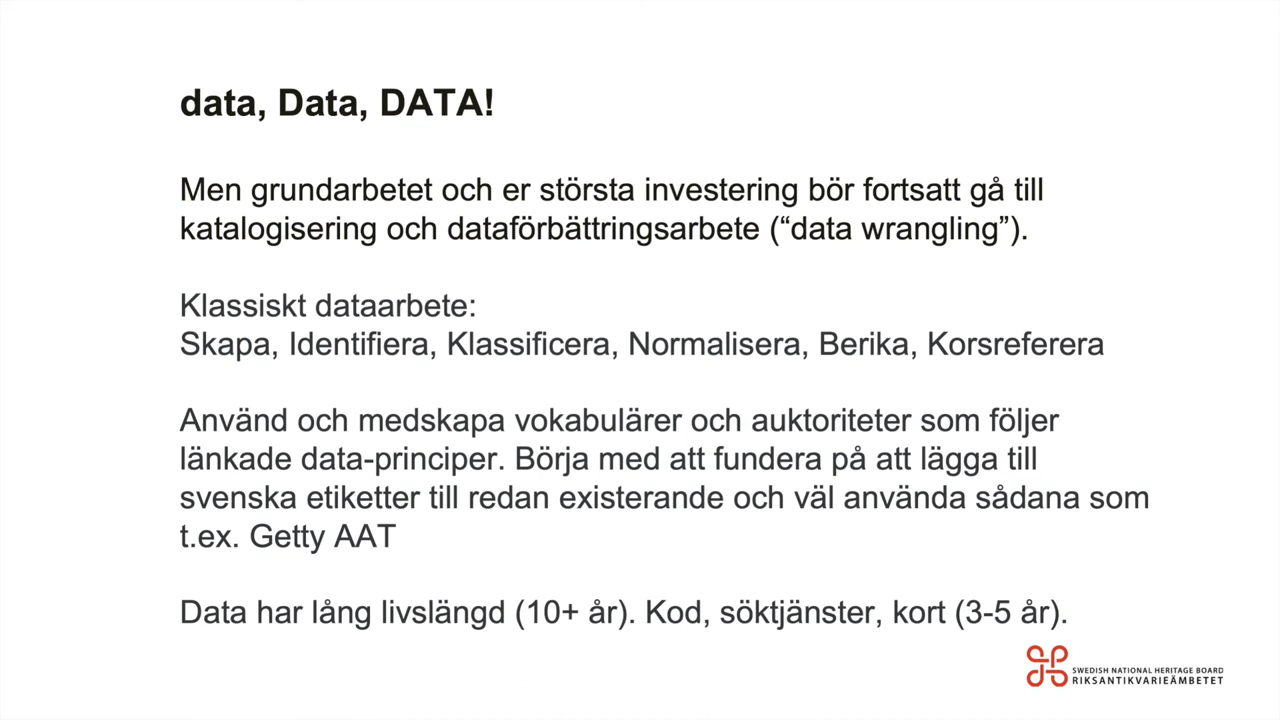 data, Data, DATA!
Men grundarbetet och er största investering bör fortsatt gå till
katalogisering och dataförbättringsarbete (“data wrangling”).
Klassiskt dataarbete:
Skapa, Identifiera, Klassificera, Normalisera, Berika, Korsreferera
Använd och medskapa vokabulärer och auktoriteter som följer
länkade data-principer. Börja med att fundera på att lägga till
svenska etiketter till redan existerande och väl använda sådana som
t.ex. Getty AAT
Data har lång livslängd (10+ år). Kod, söktjänster, kort (3-5 år).
SWEDISH NATIONAL HERITAGE BOARD
RIKSANTIKVARIEÄMBETET